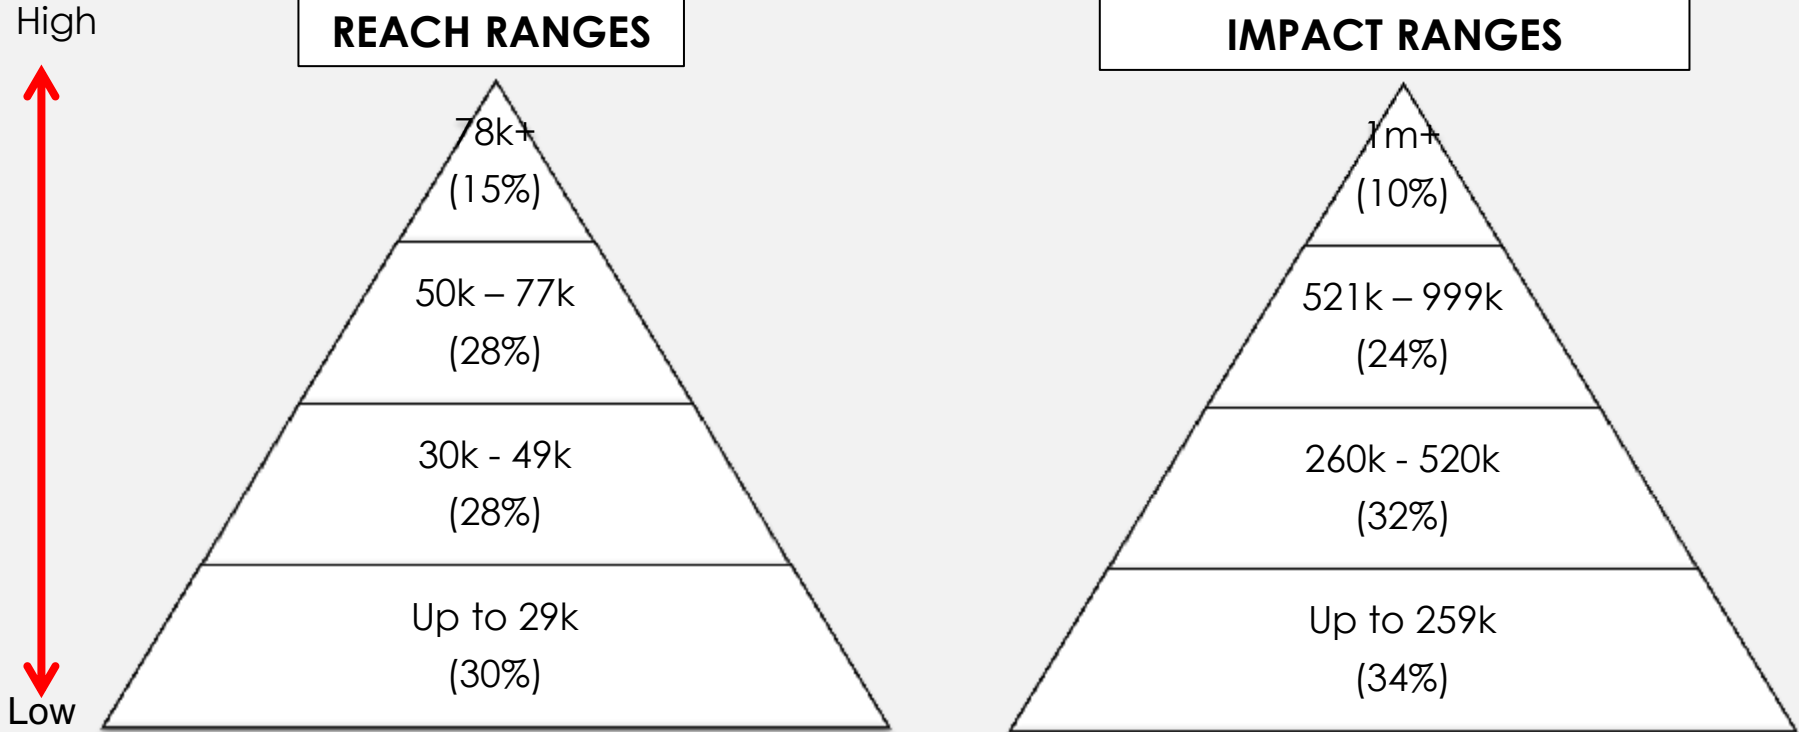 High
REACH RANGES
78k+
(15%)
50k – 77k
(28%)
30k - 49k
(28%)
Up to 29k
(30%)
Low
IMPACT RANGES
1m+
(10%)
521k – 999k
(24%)
260k - 520k
(32%)
Up to 259k
(34%)